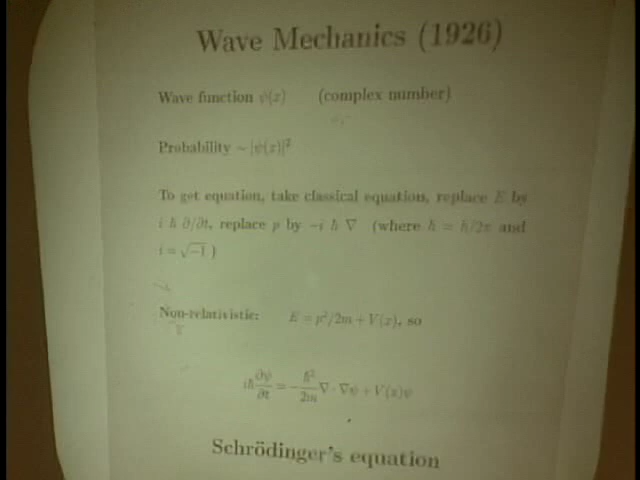 Wave Mechanics (1926)
Wave function ψ(x) (complex number)
Probability ~ |ψ(x)|²
To get equation, take classical equation, replace E by
i ℏ ∂/∂t, replace p by −i ℏ ∇ (where ℏ = h/2π and
i = √−1 )
Non-relativistic: E = p²/2m + V(x), so
iℏ ∂ψ/∂t = −ℏ²/2m ∇ · ∇ψ + V(x)ψ
Schrödinger's equation